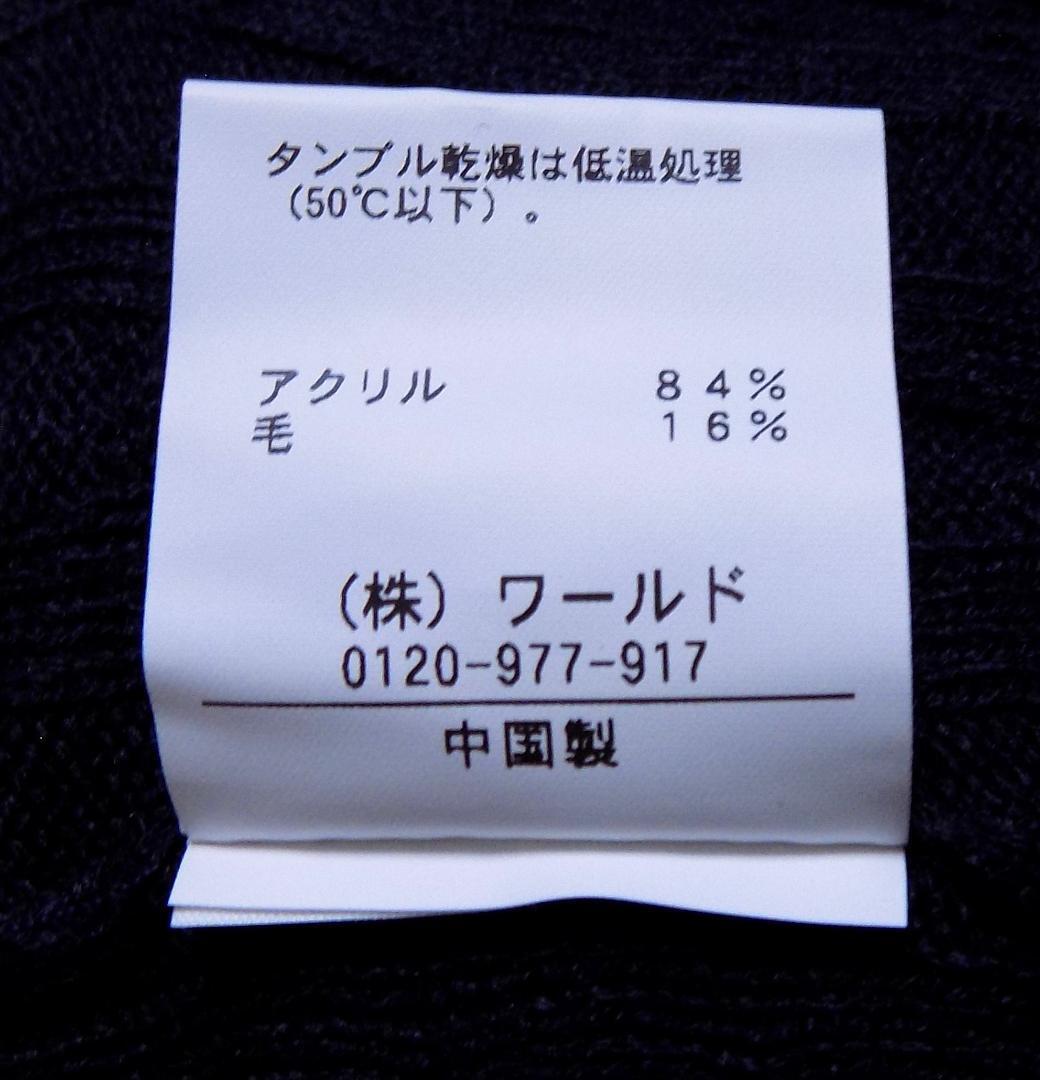 タンブル乾燥は低温処理
（50℃以下）。
アクリル ８４％
毛 １６％
（株）ワールド
0120-977-917
中国製